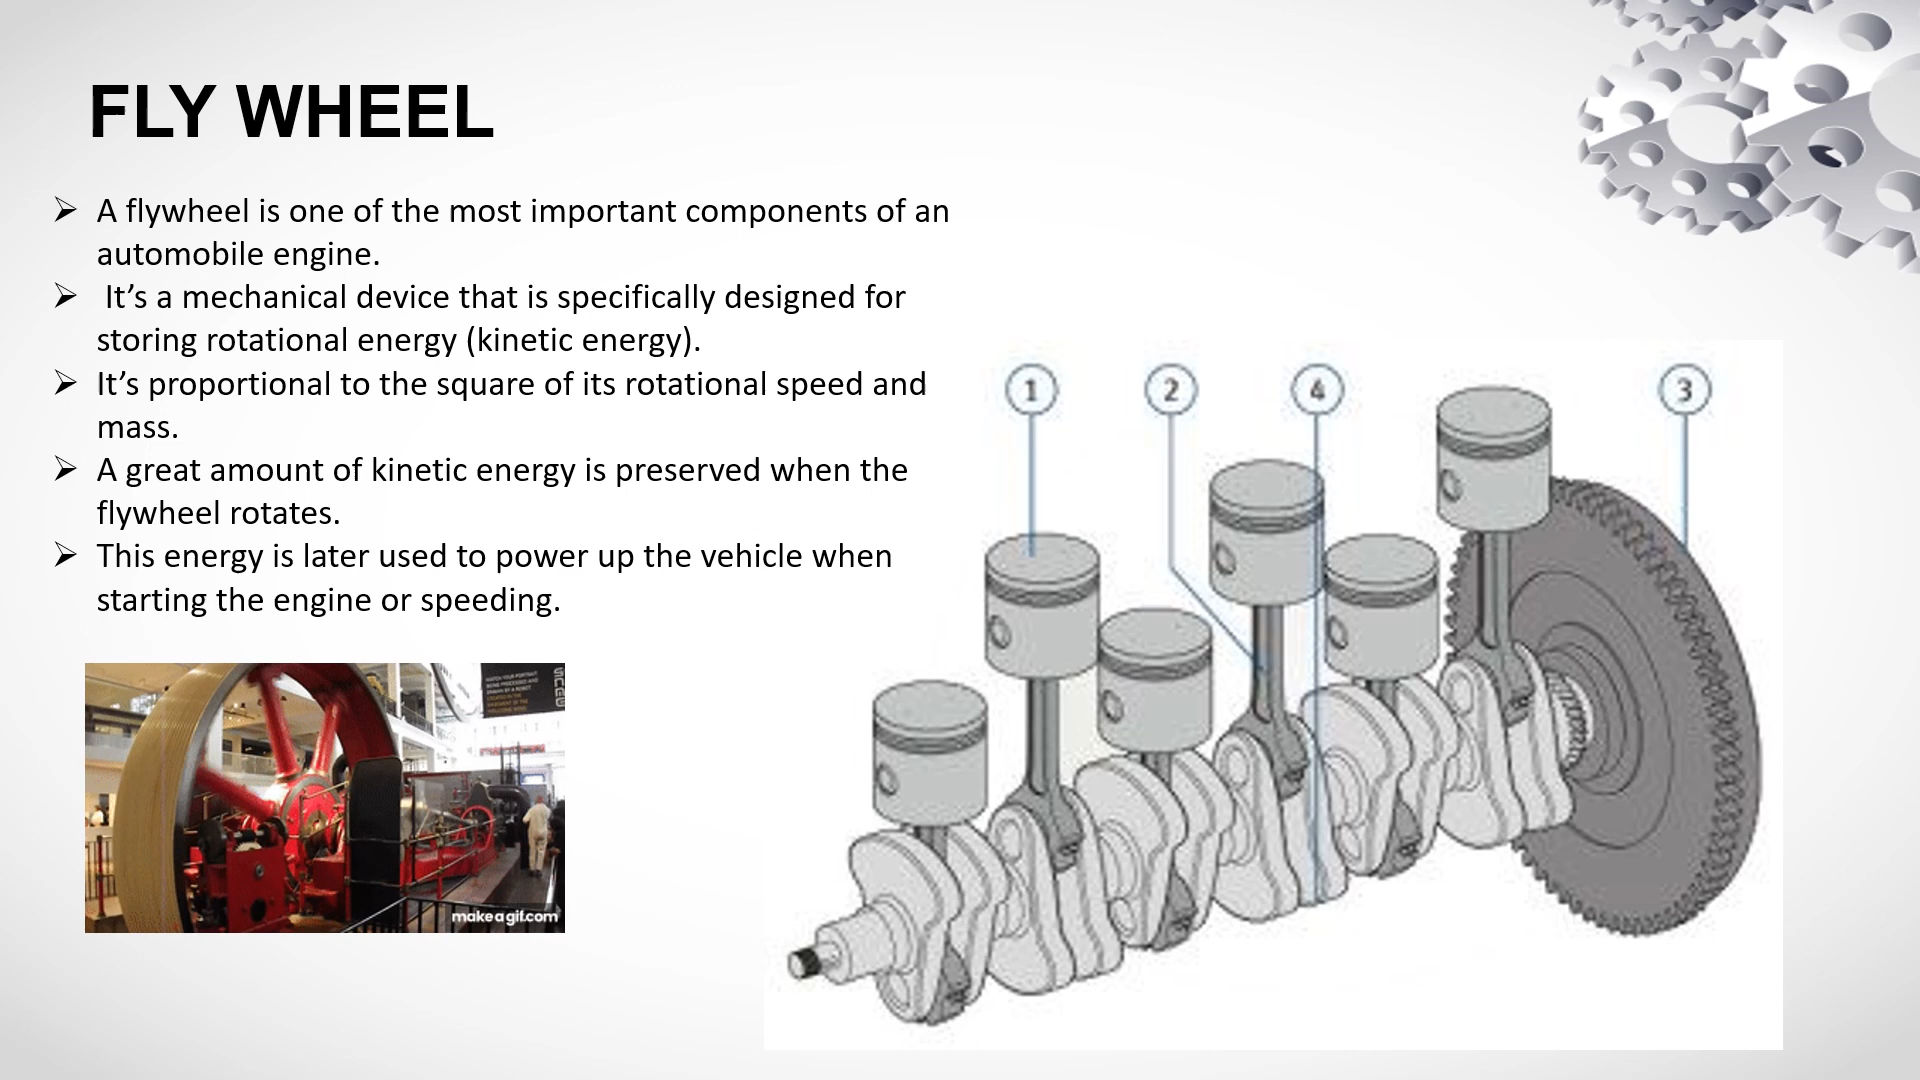 FLY WHEEL
➢ A flywheel is one of the most important components of an
automobile engine.
➢ It’s a mechanical device that is specifically designed for
storing rotational energy (kinetic energy).
➢ It’s proportional to the square of its rotational speed and
mass.
➢ A great amount of kinetic energy is preserved when the
flywheel rotates.
➢ This energy is later used to power up the vehicle when
starting the engine or speeding.
1 2 4 3
makeagif.com